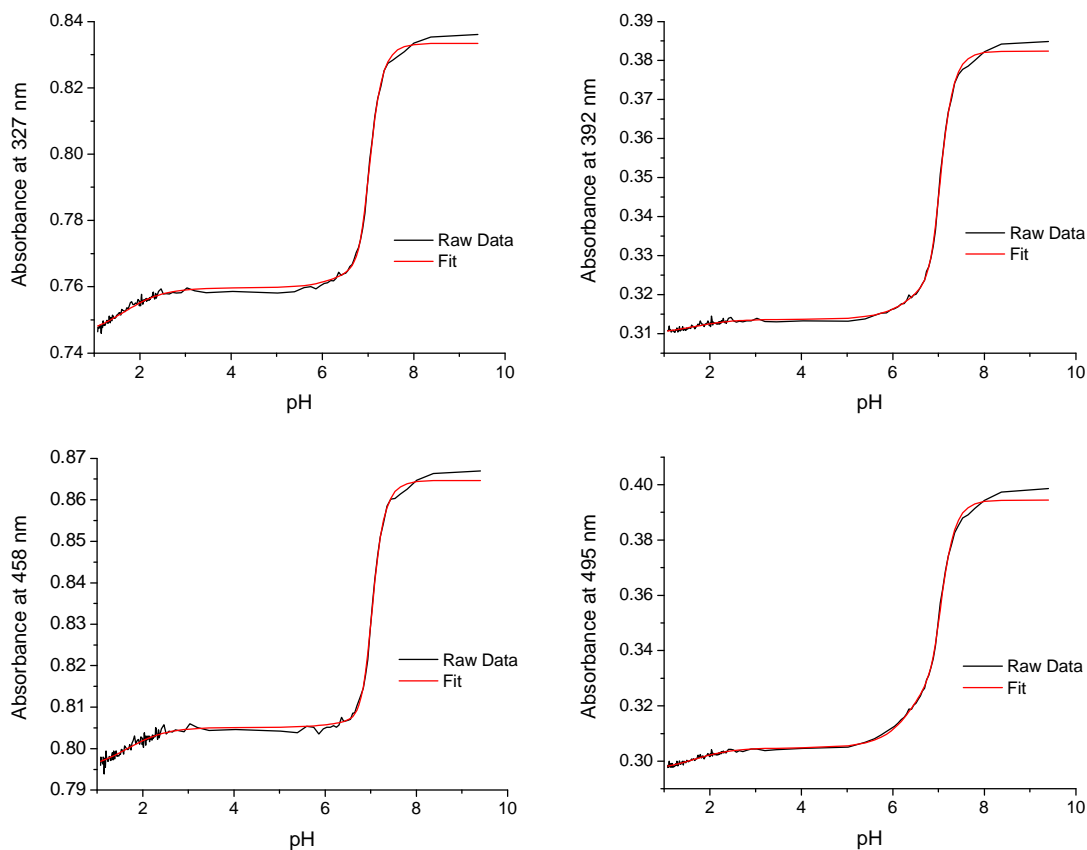 Absorbance at 327 nm
0.84
0.82
0.80
0.78
0.76
0.74
Raw Data
Fit
2 4 6 8 10
pH
Absorbance at 392 nm
0.39
0.38
0.37
0.36
0.35
0.34
0.33
0.32
0.31
Raw Data
Fit
2 4 6 8 10
pH
Absorbance at 458 nm
0.87
0.86
0.85
0.84
0.83
0.82
0.81
0.80
0.79
Raw Data
Fit
2 4 6 8 10
pH
Absorbance at 495 nm
0.40
0.38
0.36
0.34
0.32
0.30
Raw Data
Fit
2 4 6 8 10
pH